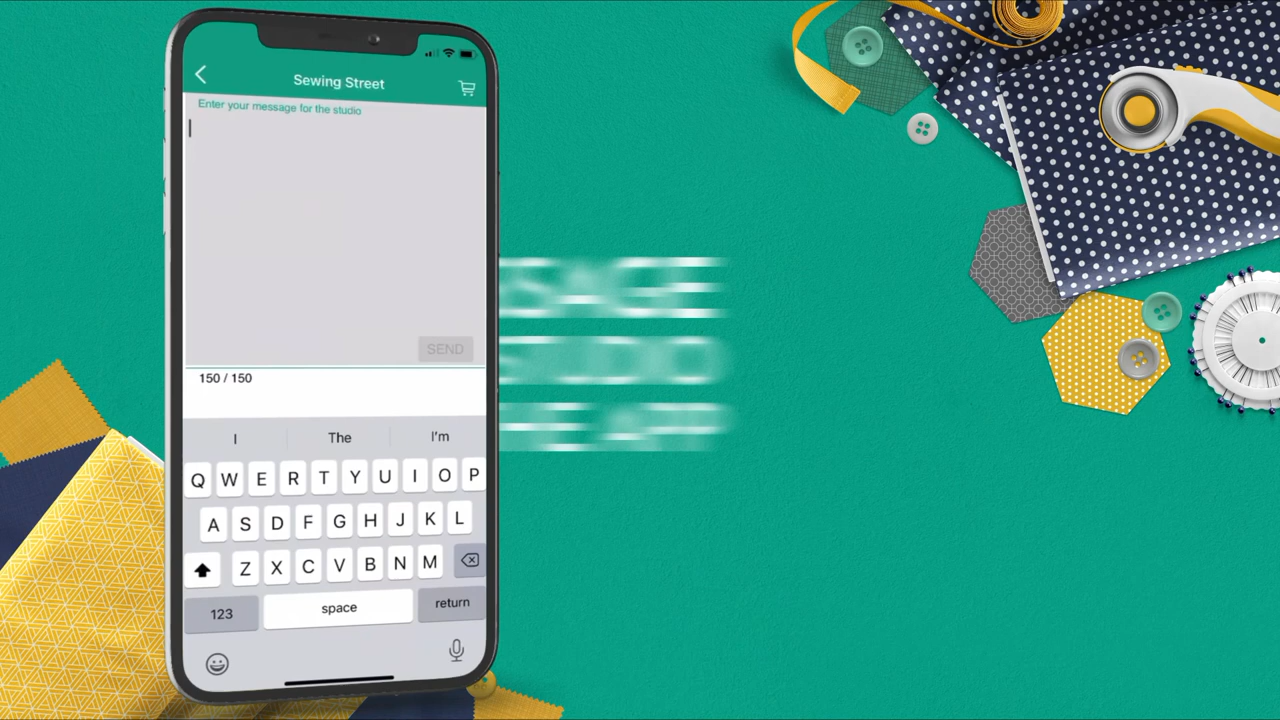 Sewing Street
Enter your message for the studio
SEND
150 / 150
I The I'm
Q W E R T Y U I O P
A S D F G H J K L
Z X C V B N M
123 space return